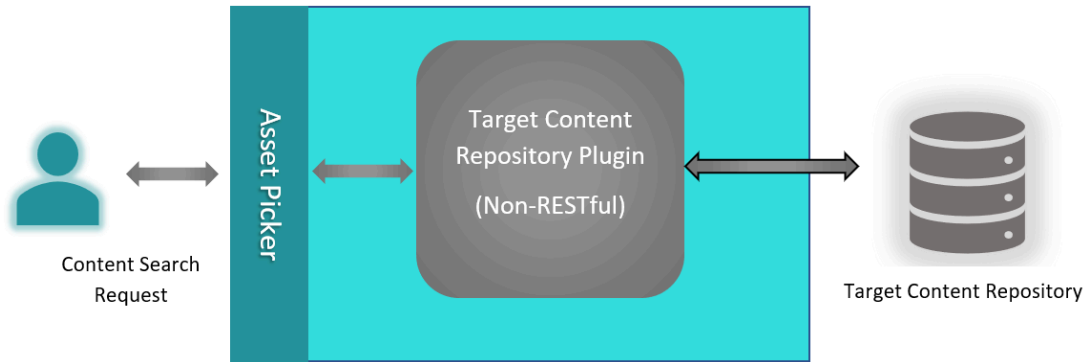 Content Search
Request
Asset Picker
Target Content
Repository Plugin
(Non-RESTful)
Target Content Repository